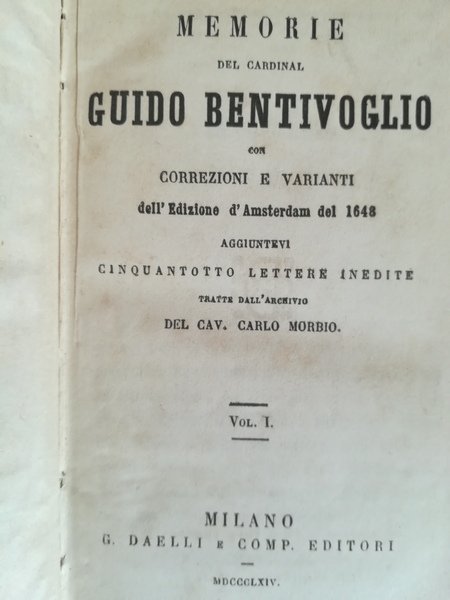 MEMORIE
DEL CARDINAL
GUIDO BENTIVOGLIO
CON
CORREZIONI E VARIANTI
dell' Edizione d'Amsterdam del 1648
AGGIUNTEVI
CINQUANTOTTO LETTERE INEDITE
TRATTE DALL'ARCHIVIO
DEL CAV. CARLO MORBIO.
VOL. I.
MILANO
G. DAELLI E COMP. EDITORI
MDCCCLXIV.